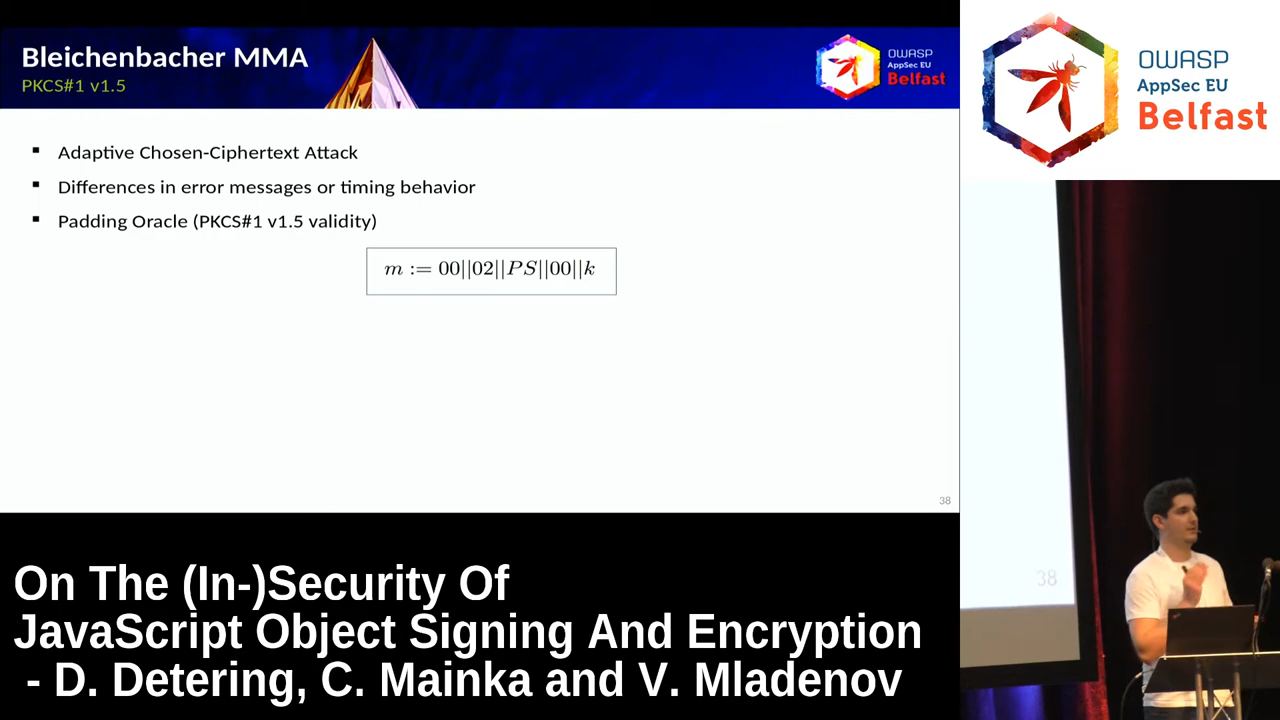 Bleichenbacher MMA
PKCS#1 v1.5
OWASP
AppSec EU
Belfast
▪ Adaptive Chosen-Ciphertext Attack
▪ Differences in error messages or timing behavior
▪ Padding Oracle (PKCS#1 v1.5 validity)
m := 00||02||PS||00||k
38
OWASP
AppSec EU
Belfast
38
On The (In-)Security Of
JavaScript Object Signing And Encryption
- D. Detering, C. Mainka and V. Mladenov